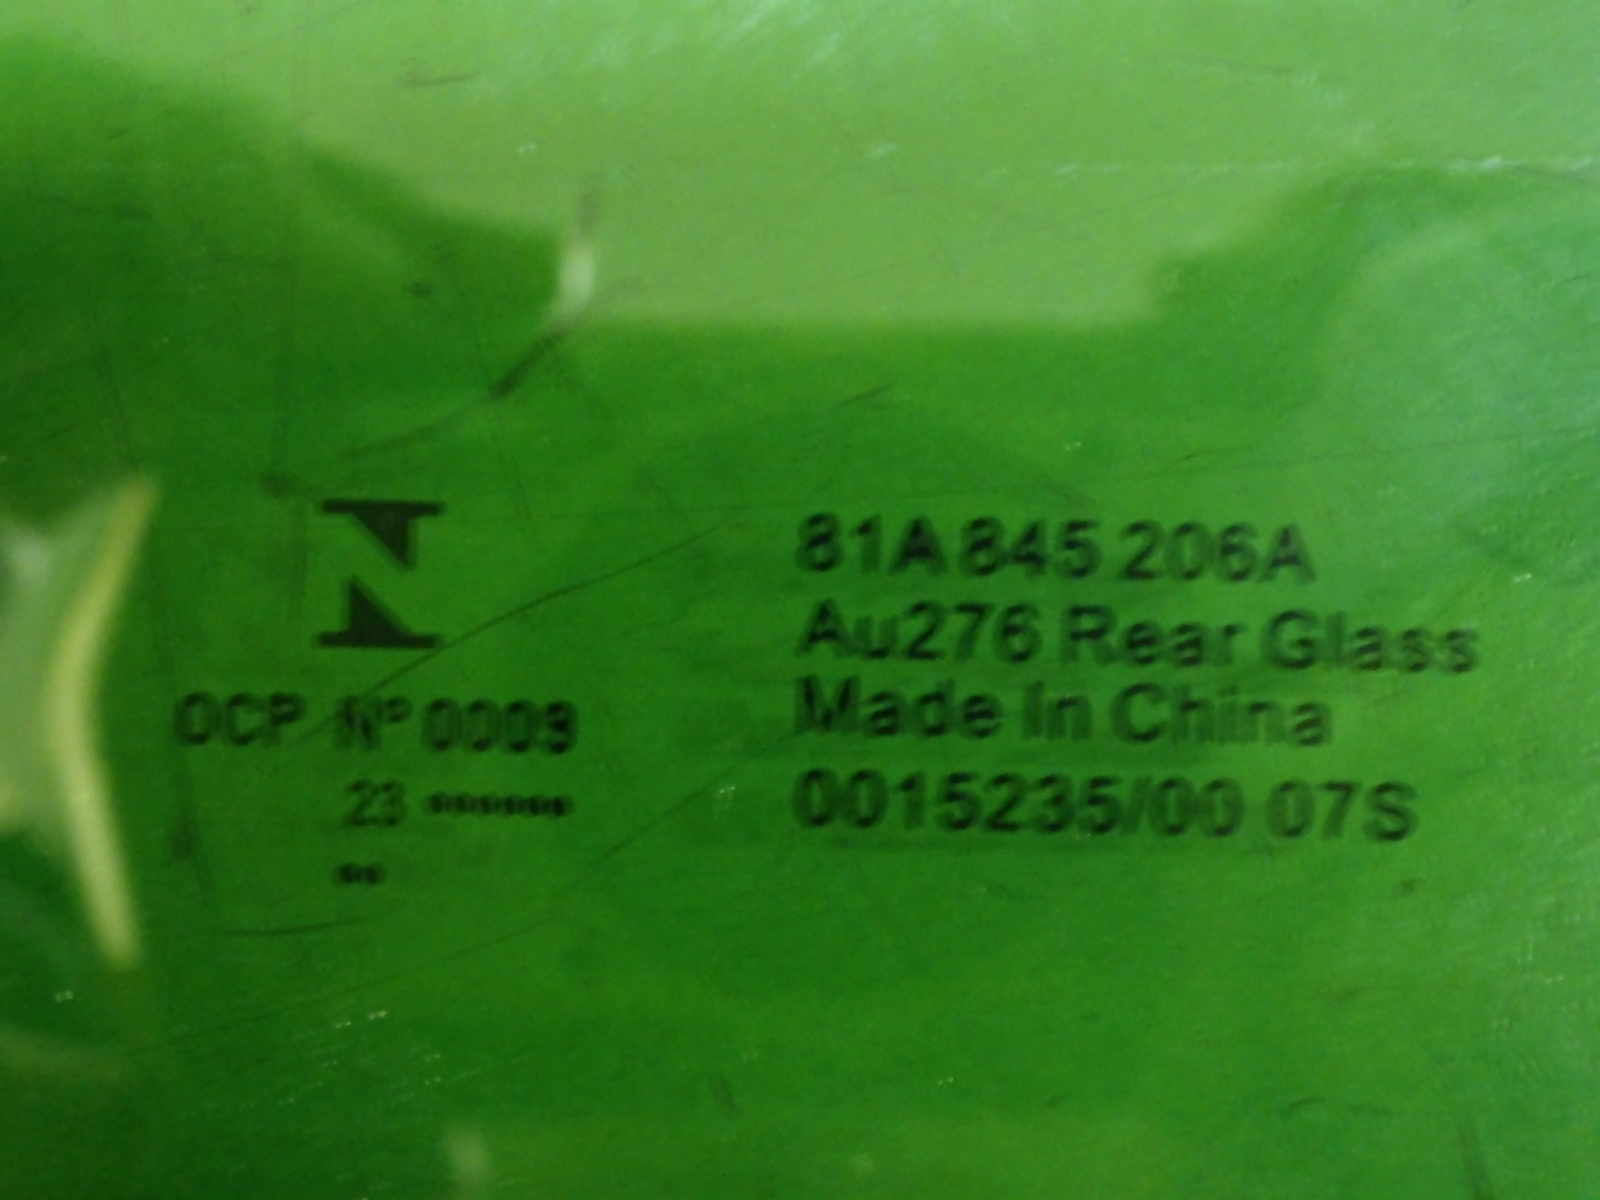 N
OCP Nº 0009
23 ••••••
81A 845 206A
Au276 Rear Glass
Made In China
0015235/00 07S